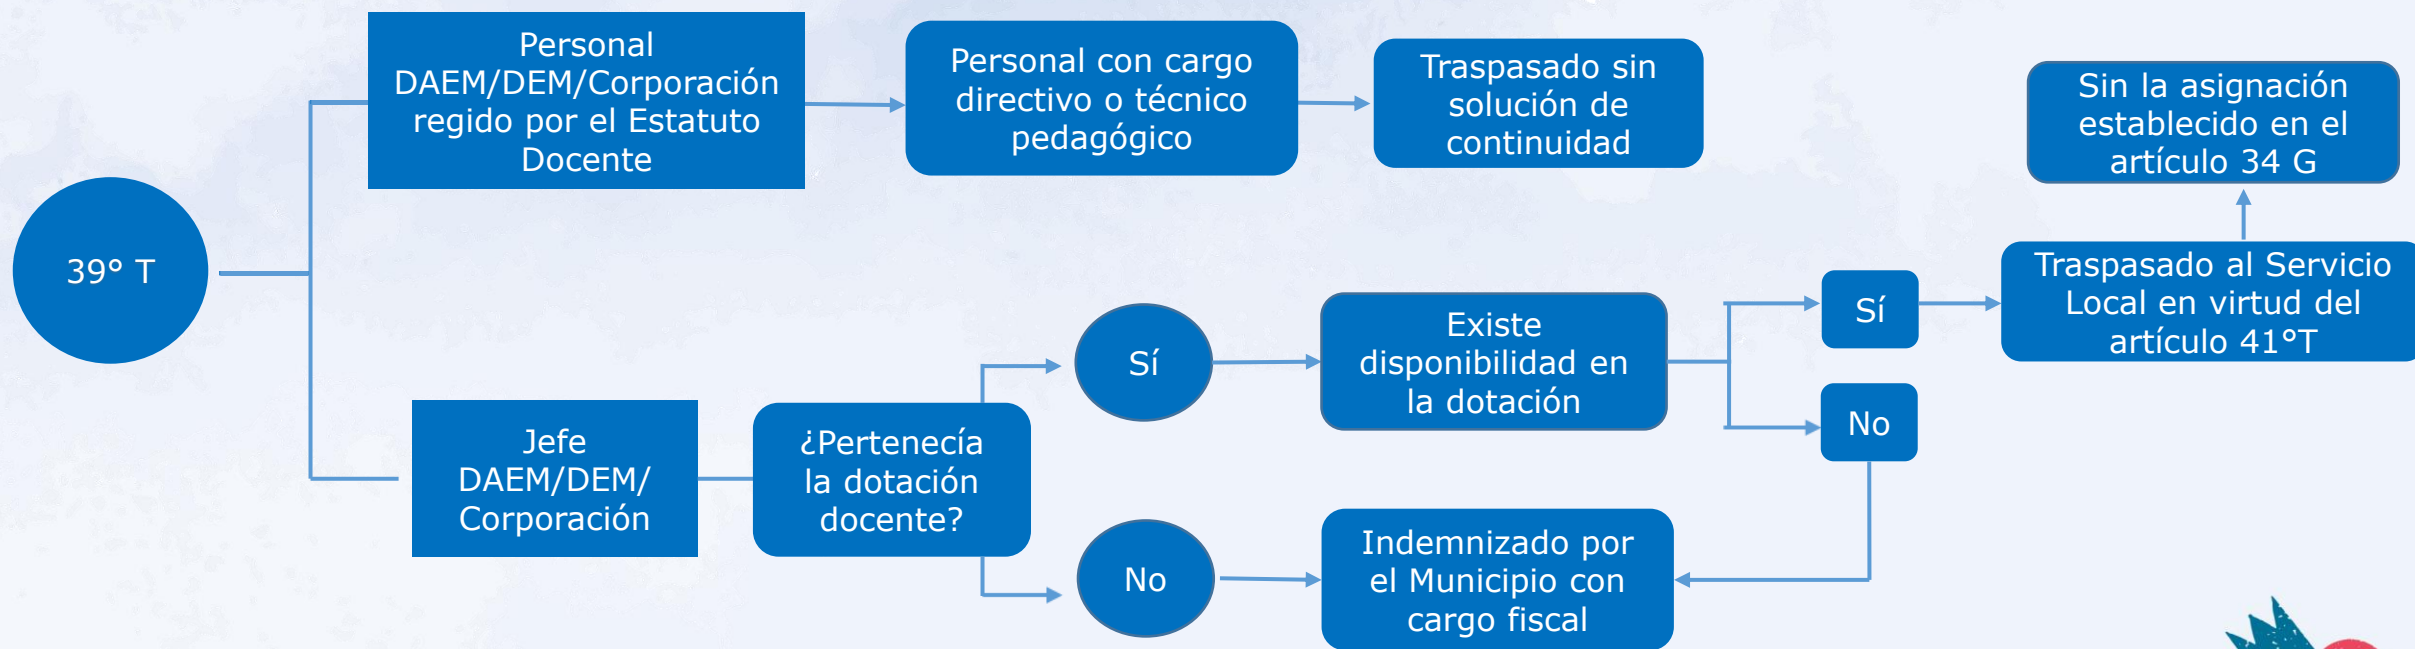 39° T
Personal
DAEM/DEM/Corporación
regido por el Estatuto
Docente
Personal con cargo
directivo o técnico
pedagógico
Traspasado sin
solución de
continuidad
Jefe
DAEM/DEM/
Corporación
¿Pertenecía
la dotación
docente?
Sí
Existe
disponibilidad en
la dotación
Sí
Traspasado al Servicio
Local en virtud del
artículo 41°T
Sin la asignación
establecido en el
artículo 34 G
No
No
Indemnizado por
el Municipio con
cargo fiscal